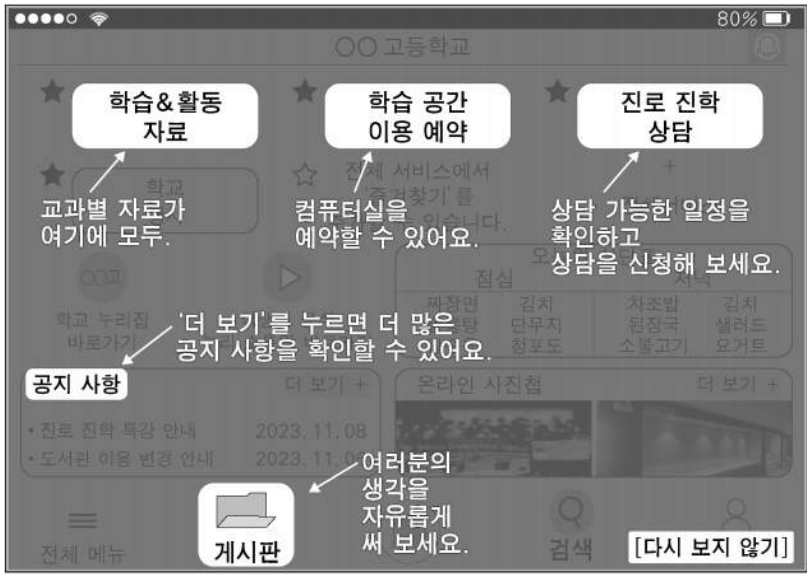 80%
○○ 고등학교
학습&활동
자료
학습 공간
이용 예약
진로 진학
상담
학교
전체 서비스에서
'즐겨찾기'를
있습니다.
교과별 자료가
여기에 모두.
컴퓨터실을
예약할 수 있어요.
상담 가능한 일정을
확인하고
상담을 신청해 보세요.
○○고
점심
저녁
짜장면 김치 차조밥 김치
탕 단무지 된장국 샐러드
청포도 소불고기 요거트
학교 누리집
바로가기
'더 보기'를 누르면 더 많은
공지 사항을 확인할 수 있어요.
공지 사항 더 보기 +
온라인 사진첩 더 보기 +
• 진로 진학 특강 안내 2023. 11. 08
• 도서관 이용 변경 안내 2023. 11.
여러분의
생각을
자유롭게
써 보세요.
전체 메뉴
게시판
검색
[다시 보지 않기]